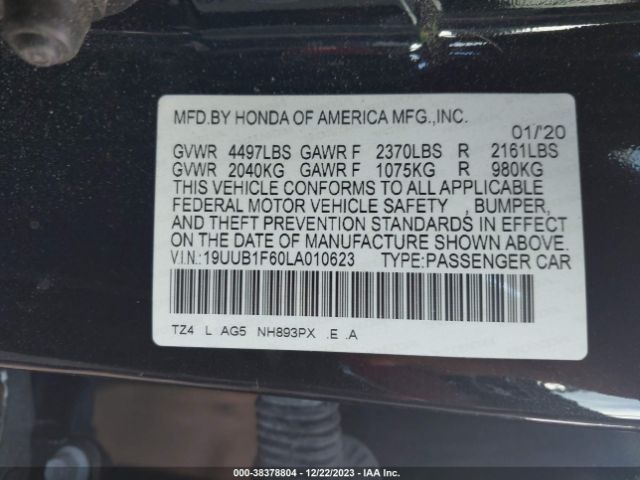 MFD.BY HONDA OF AMERICA MFG.,INC.
01/'20
GVWR 4497LBS GAWR F 2370LBS R 2161LBS
GVWR 2040KG GAWR F 1075KG R 980KG
THIS VEHICLE CONFORMS TO ALL APPLICABLE
FEDERAL MOTOR VEHICLE SAFETY , BUMPER,
AND THEFT PREVENTION STANDARDS IN EFFECT
ON THE DATE OF MANUFACTURE SHOWN ABOVE.
V.I.N.:19UUB1F60LA010623 TYPE:PASSENGER CAR
TZ4 L AG5 NH893PX .E .A
000-38378804 - 12/22/2023 - IAA Inc.